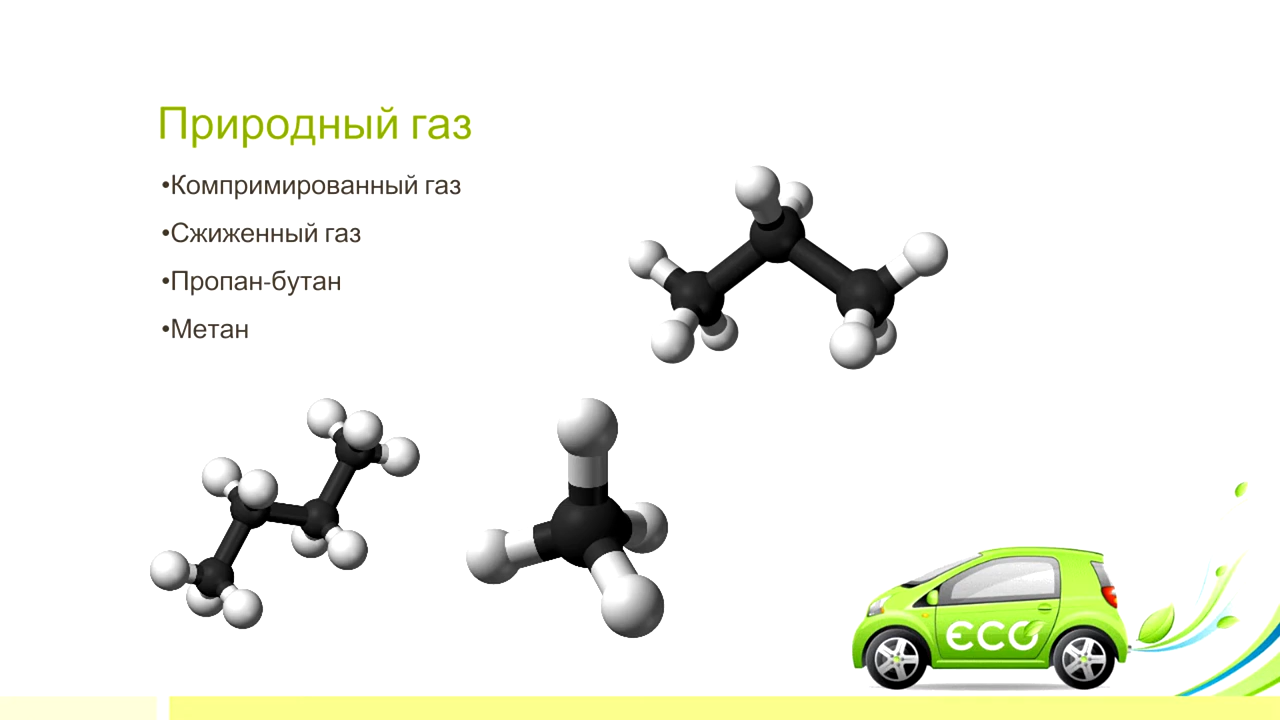 Природный газ
•Компримированный газ
•Сжиженный газ
•Пропан-бутан
•Метан
ECO